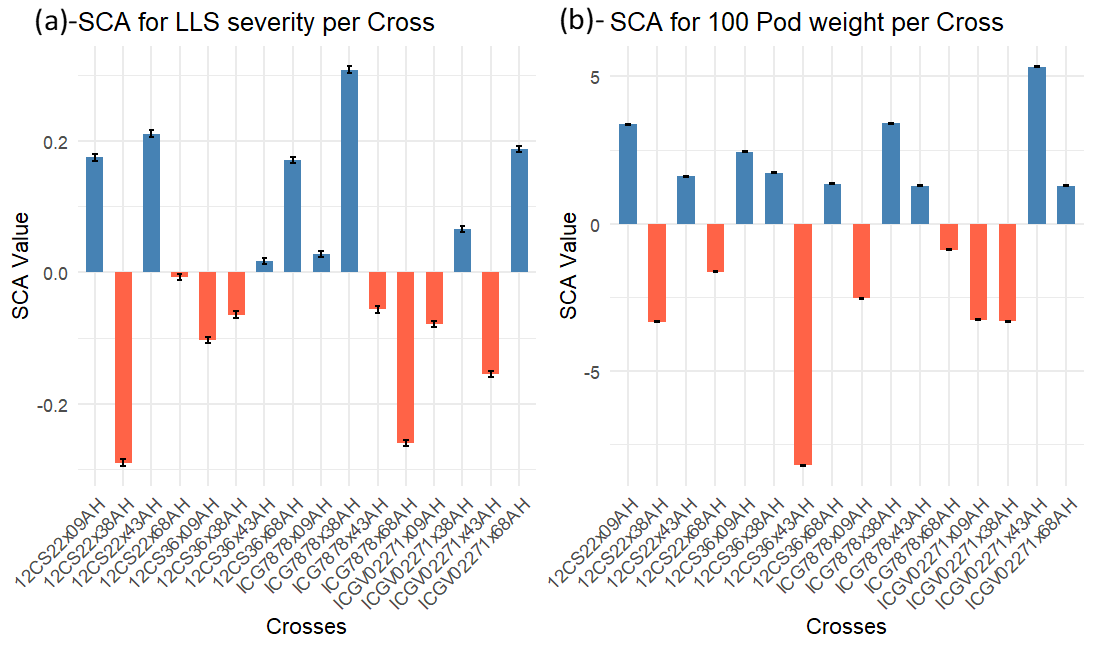 (a)-SCA for LLS severity per Cross
SCA Value
0.2
0.0
-0.2
12CS22x09AH
12CS22x38AH
12CS22x43AH
12CS22x68AH
12CS36x09AH
12CS36x38AH
12CS36x43AH
12CS36x68AH
ICG7878x09AH
ICG7878x38AH
ICG7878x43AH
ICG7878x68AH
ICGV02271x09AH
ICGV02271x38AH
ICGV02271x43AH
ICGV02271x68AH
Crosses
(b)- SCA for 100 Pod weight per Cross
SCA Value
5
0
-5
12CS22x09AH
12CS22x38AH
12CS22x43AH
12CS22x68AH
12CS36x09AH
12CS36x38AH
12CS36x43AH
12CS36x68AH
ICG7878x09AH
ICG7878x38AH
ICG7878x43AH
ICG7878x68AH
ICGV02271x09AH
ICGV02271x38AH
ICGV02271x43AH
ICGV02271x68AH
Crosses